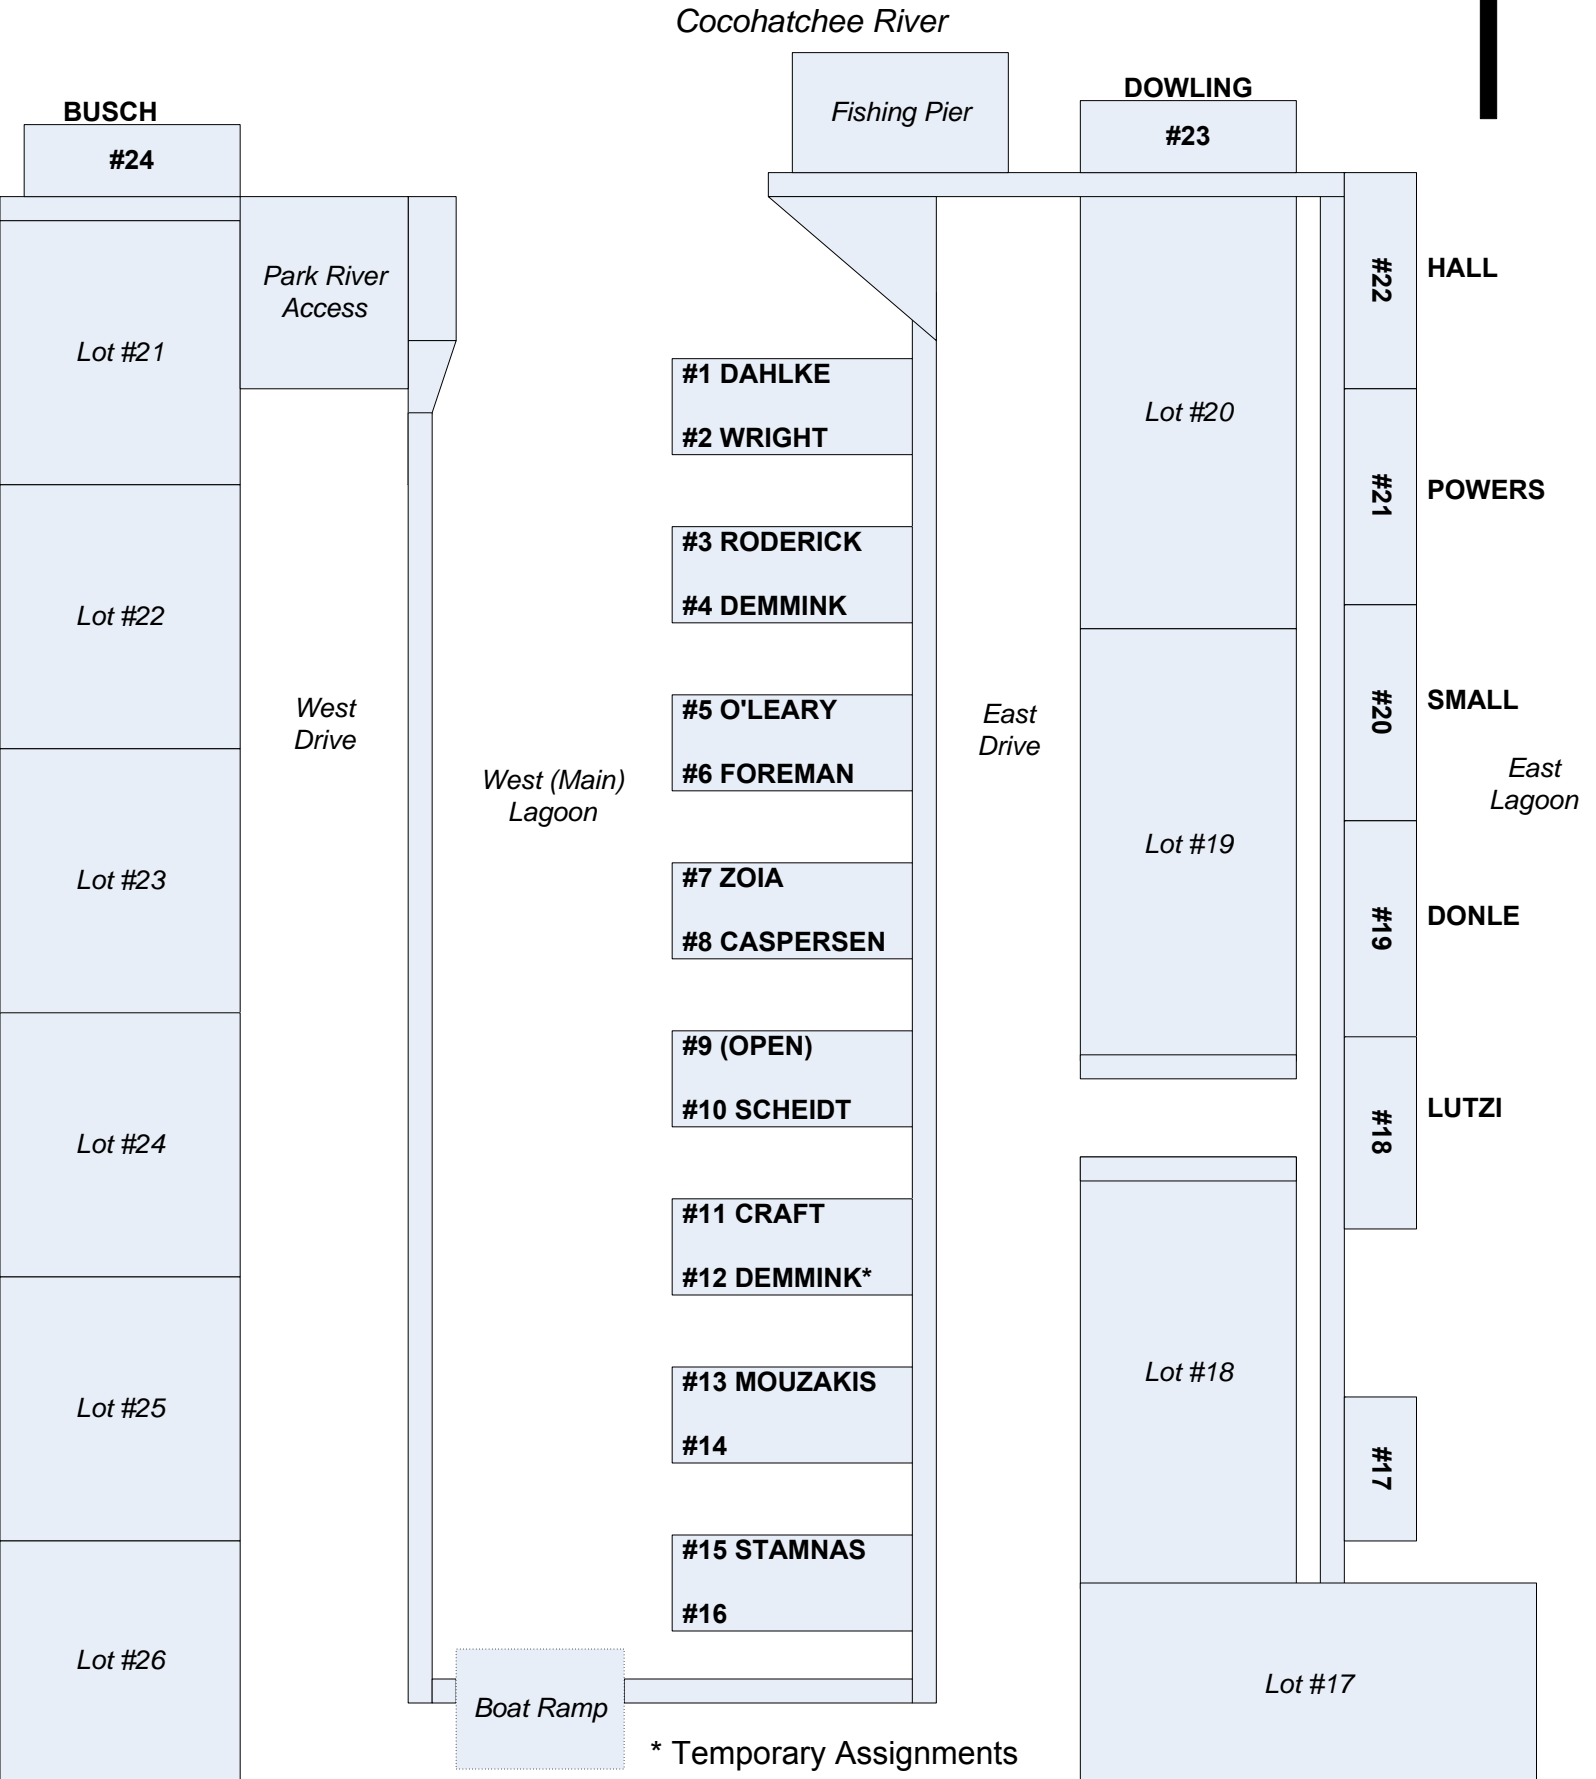 Cocohatchee River
BUSCH
#24
Fishing Pier
DOWLING
#23
Park River
Access
Lot #21
Lot #22
Lot #23
Lot #24
Lot #25
Lot #26
West
Drive
West (Main)
Lagoon
#1 DAHLKE
#2 WRIGHT
#3 RODERICK
#4 DEMMINK
#5 O'LEARY
#6 FOREMAN
#7 ZOIA
#8 CASPERSEN
#9 (OPEN)
#10 SCHEIDT
#11 CRAFT
#12 DEMMINK*
#13 MOUZAKIS
#14
#15 STAMNAS
#16
Boat Ramp
* Temporary Assignments
East
Drive
Lot #20
Lot #19
Lot #18
Lot #17
#22
HALL
#21
POWERS
#20
SMALL
#19
DONLE
#18
LUTZI
#17
East
Lagoon